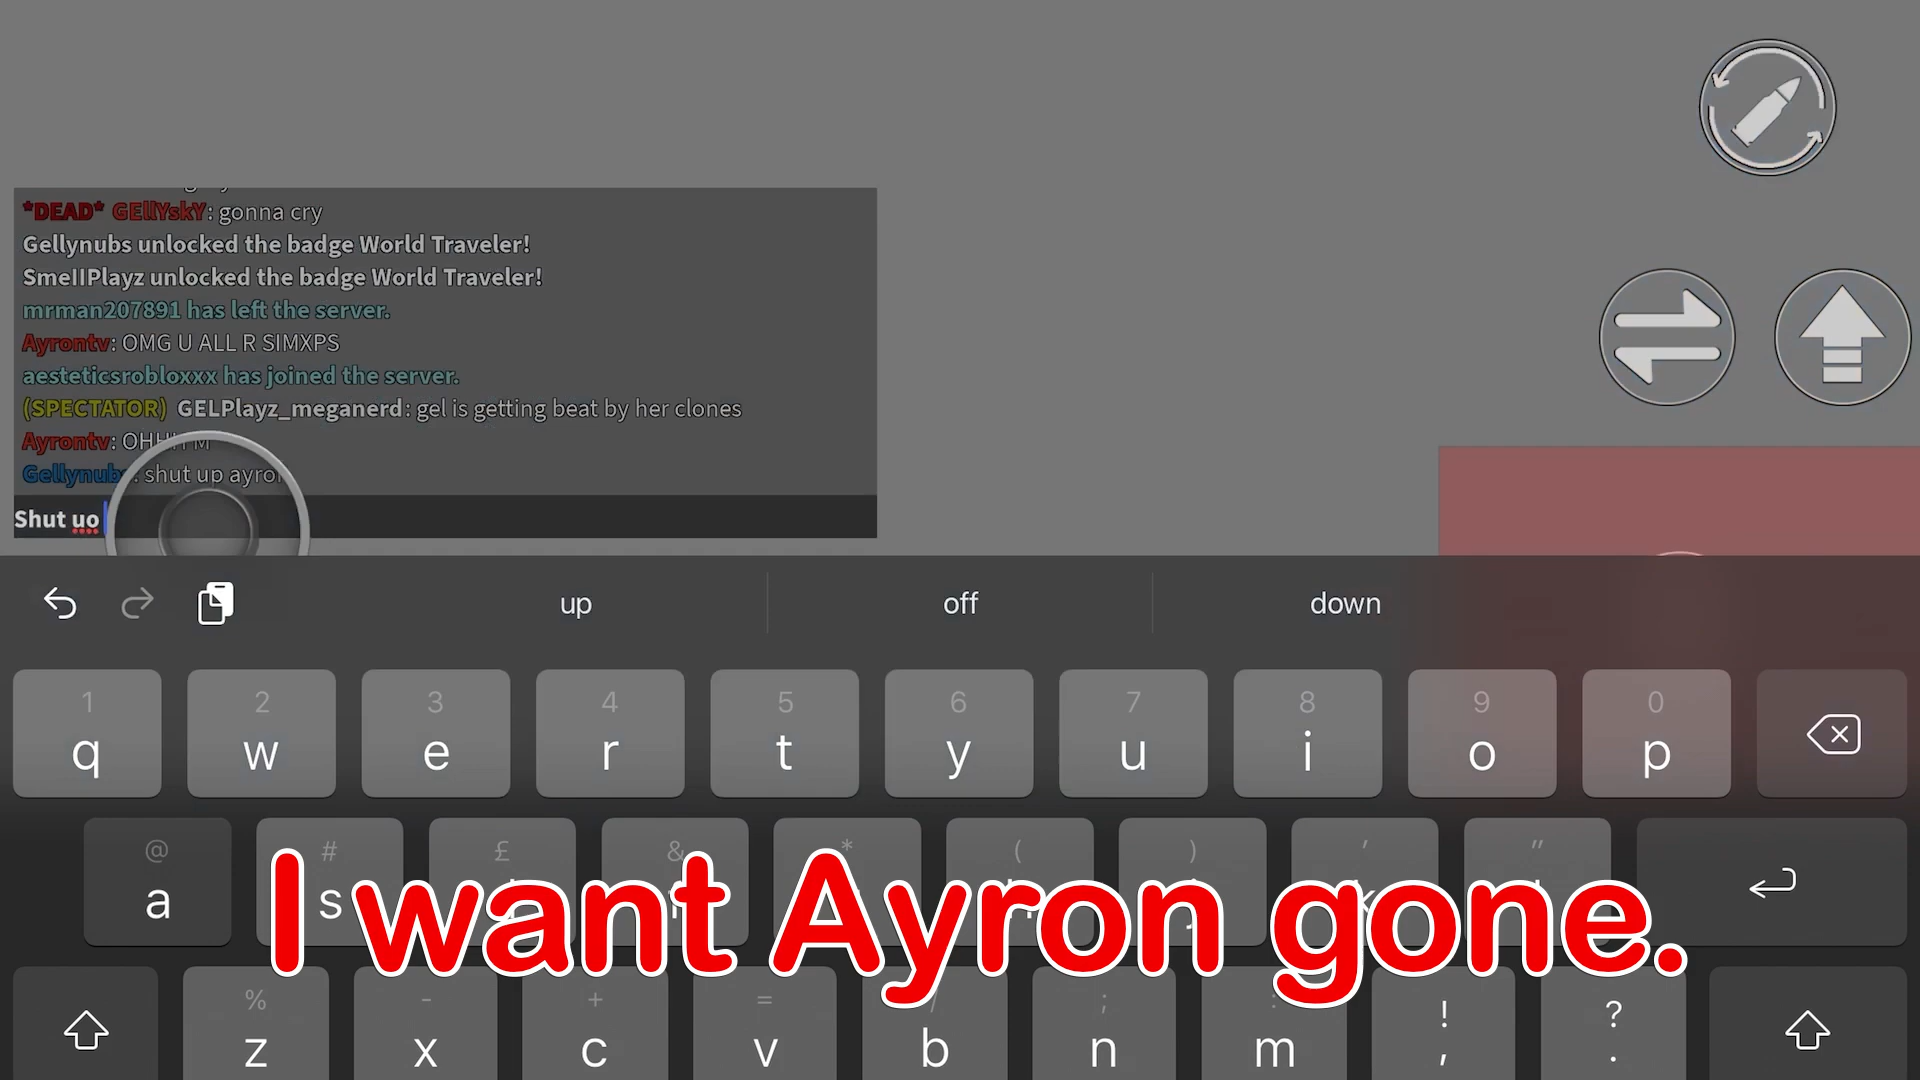 *DEAD* GEllYskY: gonna cry
Gellynubs unlocked the badge World Traveler!
SmeIIPlayz unlocked the badge World Traveler!
mrman207891 has left the server.
Ayrontv: OMG U ALL R SIMXPS
aesteticsrobloxxx has joined the server.
(SPECTATOR) GELPlayz_meganerd: gel is getting beat by her clones
Ayrontv:
Gellynubs: shut up ayron
Shut uo
up off down
1 2 3 4 5 6 7 8 9 0
q w e r t y u i o p
@ # £ & * ( ) ' "
a s
I want Ayron gone.
% - + = / ; : ! ?
z x c v b n m , .